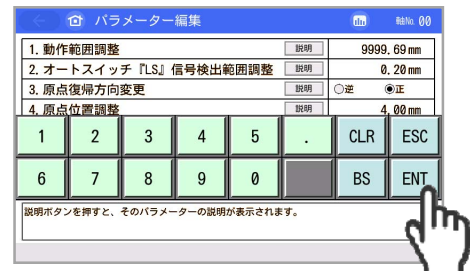 パラメーター編集 軸No. 00
1. 動作範囲調整 説明 9999.69mm
2. オートスイッチ『LS』信号検出範囲調整 説明 0.20mm
3. 原点復帰方向変更 説明 逆 正
4. 原点位置調整 説明 4.00mm
1 2 3 4 5 . CLR ESC
6 7 8 9 0 BS ENT
説明ボタンを押すと、そのパラメーターの説明が表示されます。